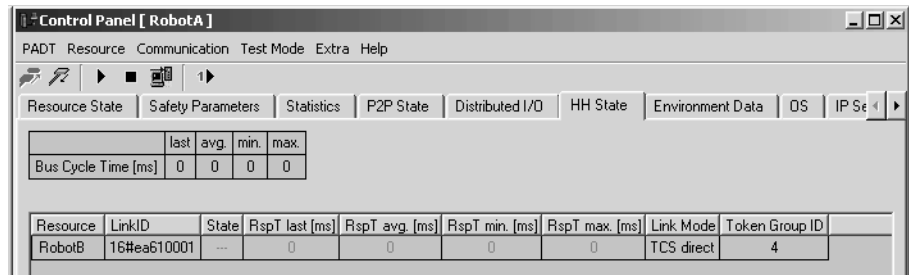 Control Panel [ RobotA ]
PADT Resource Communication Test Mode Extra Help
1
Resource State Safety Parameters Statistics P2P State Distributed I/O HH State Environment Data OS IP Se
last avg. min. max.
Bus Cycle Time [ms] 0 0 0 0
Resource LinkID State RspT last [ms] RspT avg. [ms] RspT min. [ms] RspT max. [ms] Link Mode Token Group ID
RobotB 16#ea610001 --- 0 0 0 0 TCS direct 4